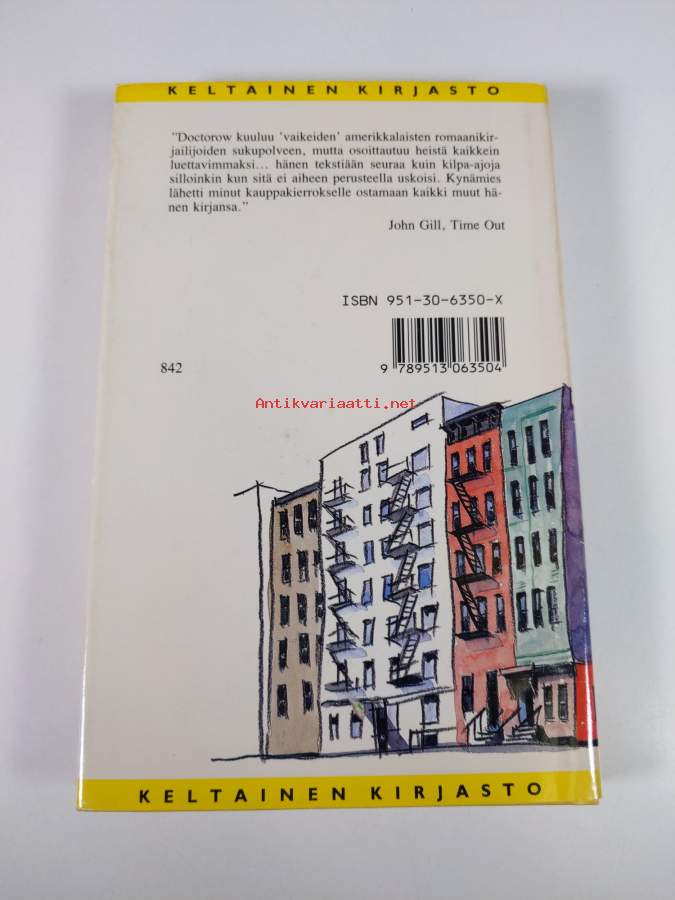 KELTAINEN KIRJASTO
"Doctorow kuuluu 'vaikeiden' amerikkalaisten romaanikir-
jailijoiden sukupolveen, mutta osoittautuu heistä kaikkein
luettavimmaksi... hänen tekstiään seuraa kuin kilpa-ajoja
silloinkin kun sitä ei aiheen perusteella uskoisi. Kynämies
lähetti minut kauppakierrokselle ostamaan kaikki muut hä-
nen kirjansa."
John Gill, Time Out
ISBN 951-30-6350-X
842
9 789513 063504
Antikvariaatti.net
KELTAINEN KIRJASTO